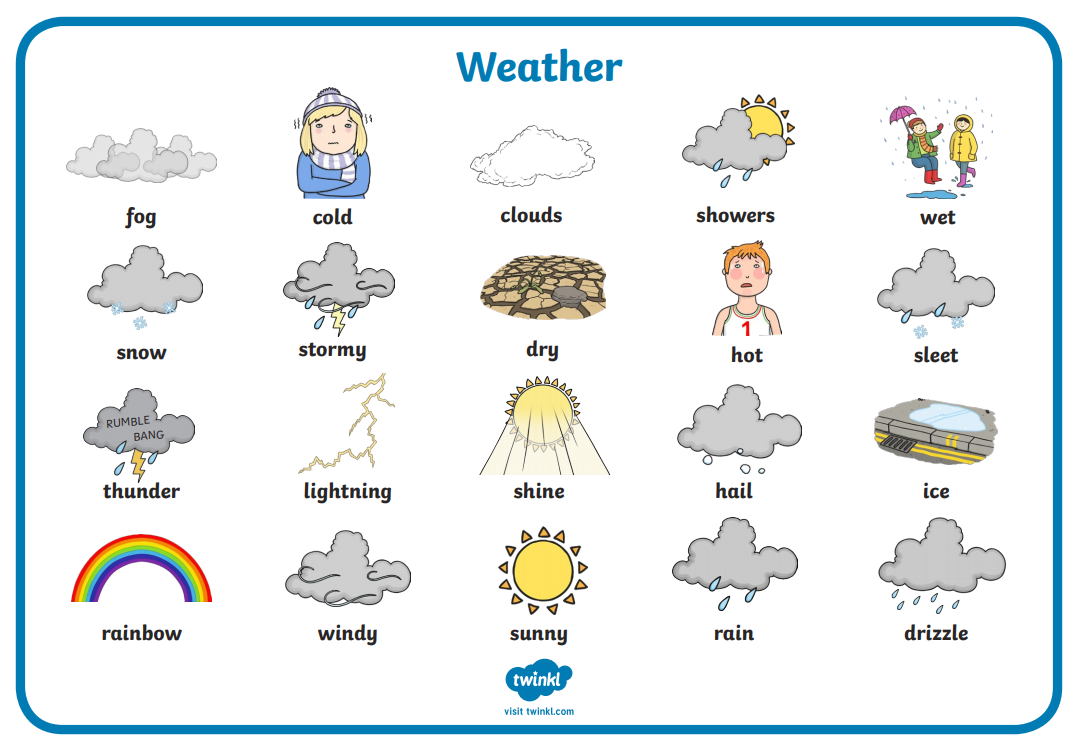 Weather
fog
cold
clouds
showers
wet
snow
stormy
dry
1
hot
sleet
RUMBLE
BANG
thunder
lightning
shine
hail
ice
rainbow
windy
sunny
rain
drizzle
twinkl
visit twinkl.com